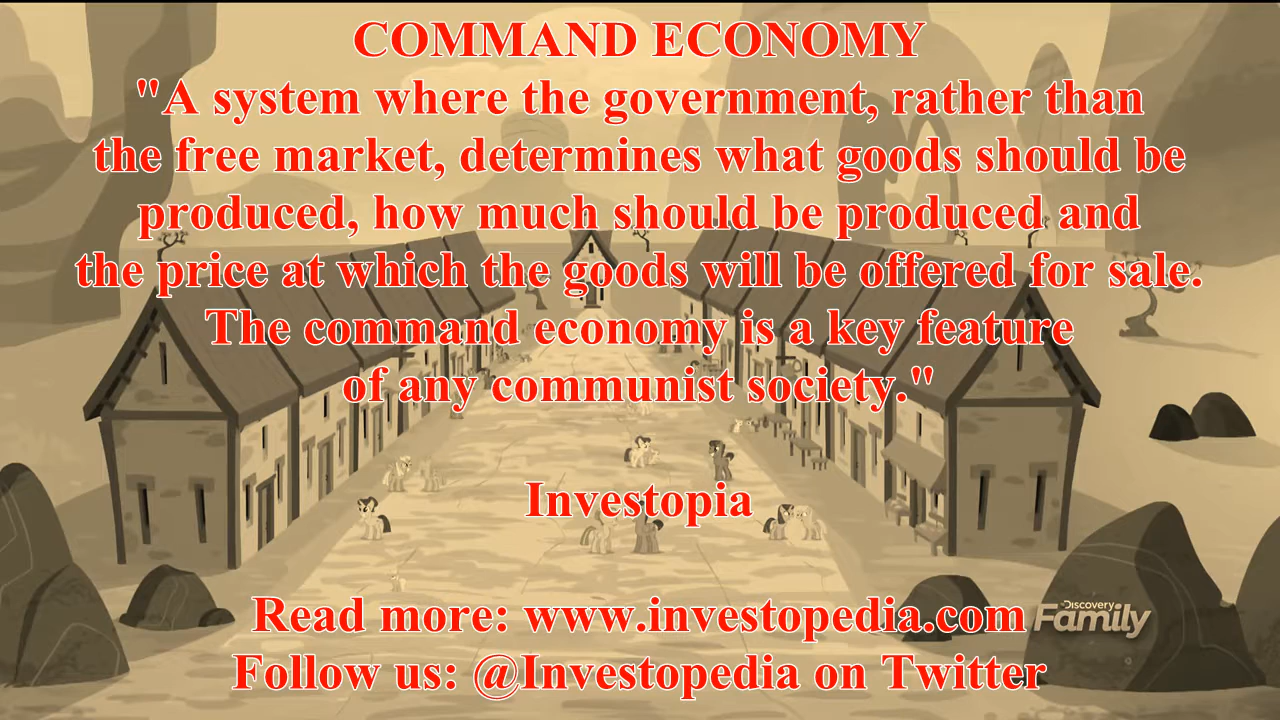 COMMAND ECONOMY
"A system where the government, rather than
the free market, determines what goods should be
produced, how much should be produced and
the price at which the goods will be offered for sale.
The command economy is a key feature
of any communist society."
Investopia
Read more: www.investopedia.com
Discovery
Family
Follow us: @Investopedia on Twitter